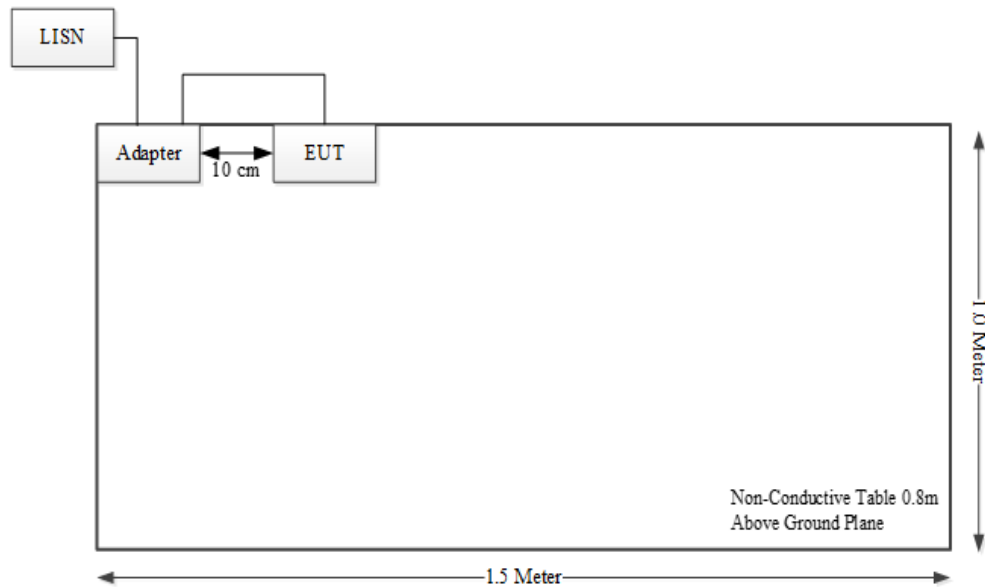 LISN
Adapter
EUT
10 cm
1.0 Meter
Non-Conductive Table 0.8m
Above Ground Plane
1.5 Meter